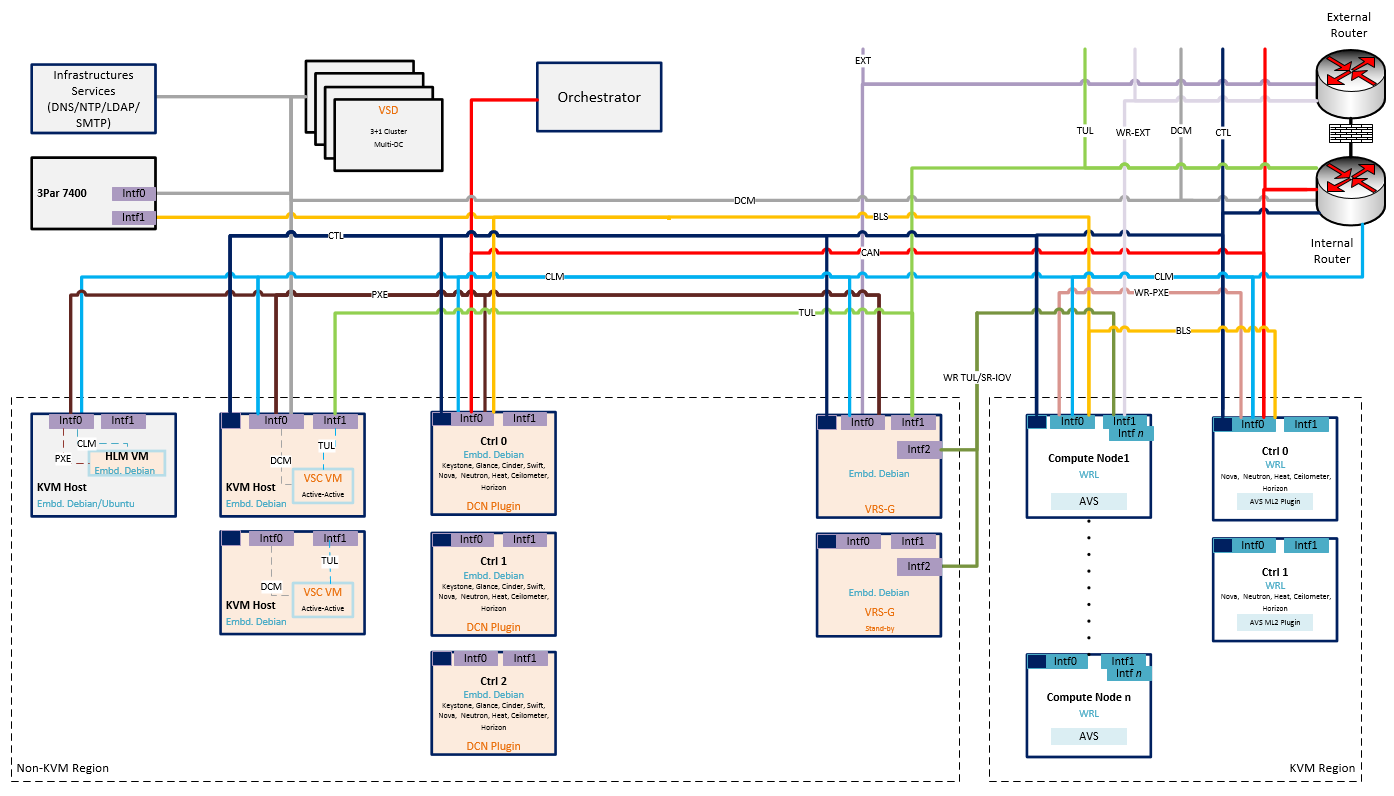 External
Router
EXT
Infrastructures
Services
(DNS/NTP/LDAP/
SMTP)
VSD
3+1 Cluster
Multi-DC
Orchestrator
TUL
WR-EXT
DCM
CTL
3Par 7400
Intf0
Intf1
DCM
BLS
CTL
CAN
Internal
Router
CLM
CLM
PXE
WR-PXE
TUL
BLS
WR TUL/SR-IOV
Intf0
Intf1
CLM
PXE
HLM VM
Embd. Debian
KVM Host
Embd. Debian/Ubuntu
Intf0
Intf1
TUL
DCM
VSC VM
Active-Active
KVM Host
Embd. Debian
Intf0
Intf1
TUL
DCM
VSC VM
Active-Active
KVM Host
Embd. Debian
Intf0
Intf1
Ctrl 0
Embd. Debian
Keystone, Glance, Cinder, Swift,
Nova, Neutron, Heat, Ceilometer,
Horizon
DCN Plugin
Intf0
Intf1
Ctrl 1
Embd. Debian
Keystone, Glance, Cinder, Swift,
Nova, Neutron, Heat, Ceilometer,
Horizon
DCN Plugin
Intf0
Intf1
Ctrl 2
Embd. Debian
Keystone, Glance, Cinder, Swift,
Nova, Neutron, Heat, Ceilometer,
Horizon
DCN Plugin
Intf0
Intf1
Intf2
Embd. Debian
VRS-G
Intf0
Intf1
Intf2
Embd. Debian
VRS-G
Stand-by
Intf0
Intf1
Intf n
Compute Node1
WRL
AVS
Intf0
Intf1
Intf n
Compute Node n
WRL
AVS
Intf0
Intf1
Ctrl 0
WRL
Nova, Neutron, Heat, Ceilometer,
Horizon
AVS ML2 Plugin
Intf0
Intf1
Ctrl 1
WRL
Nova, Neutron, Heat, Ceilometer,
Horizon
AVS ML2 Plugin
Non-KVM Region
KVM Region